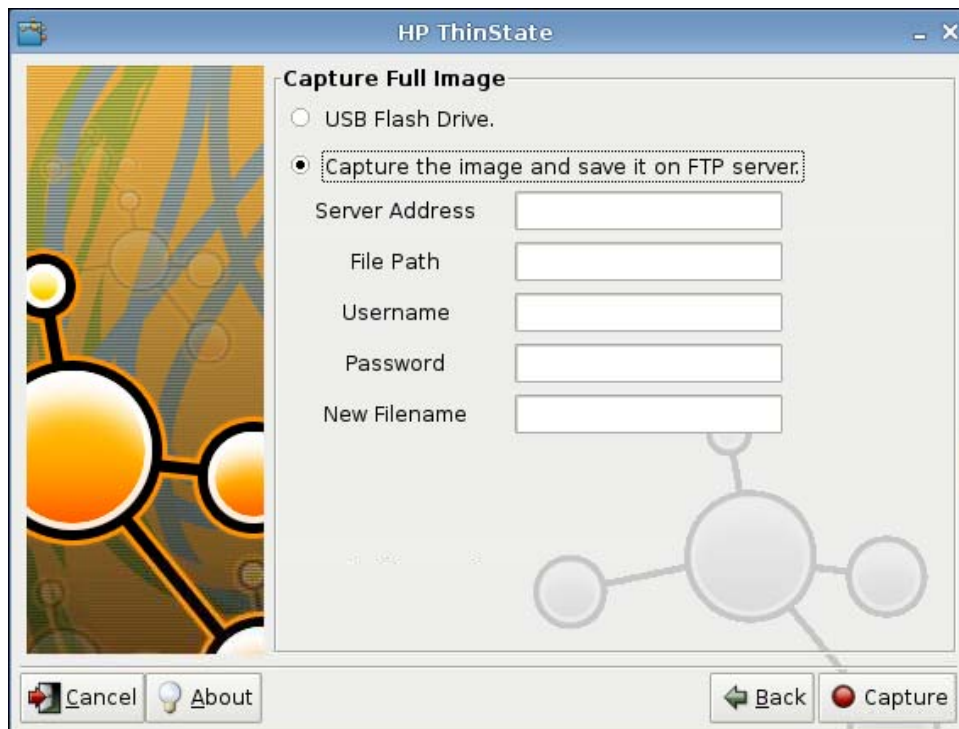 HP ThinState
Capture Full Image
USB Flash Drive.
Capture the image and save it on FTP server.
Server Address
File Path
Username
Password
New Filename
Cancel
About
Back
Capture